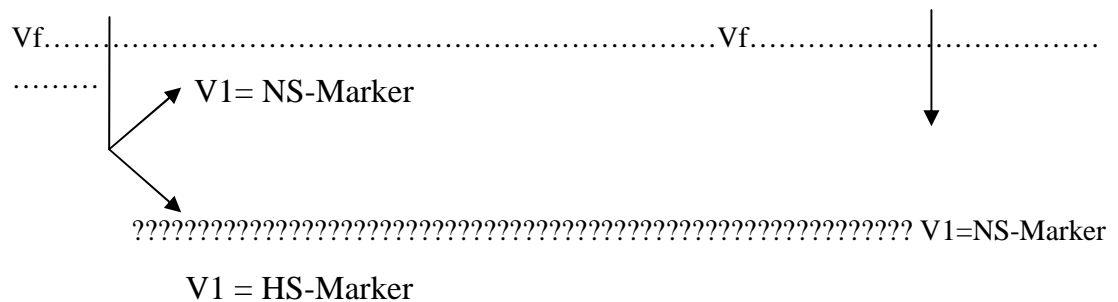 Vf……………………………………………………………………Vf……………………………………
………
V1= NS-Marker
???????????????????????????????????????????????????????????? V1=NS-Marker
V1 = HS-Marker